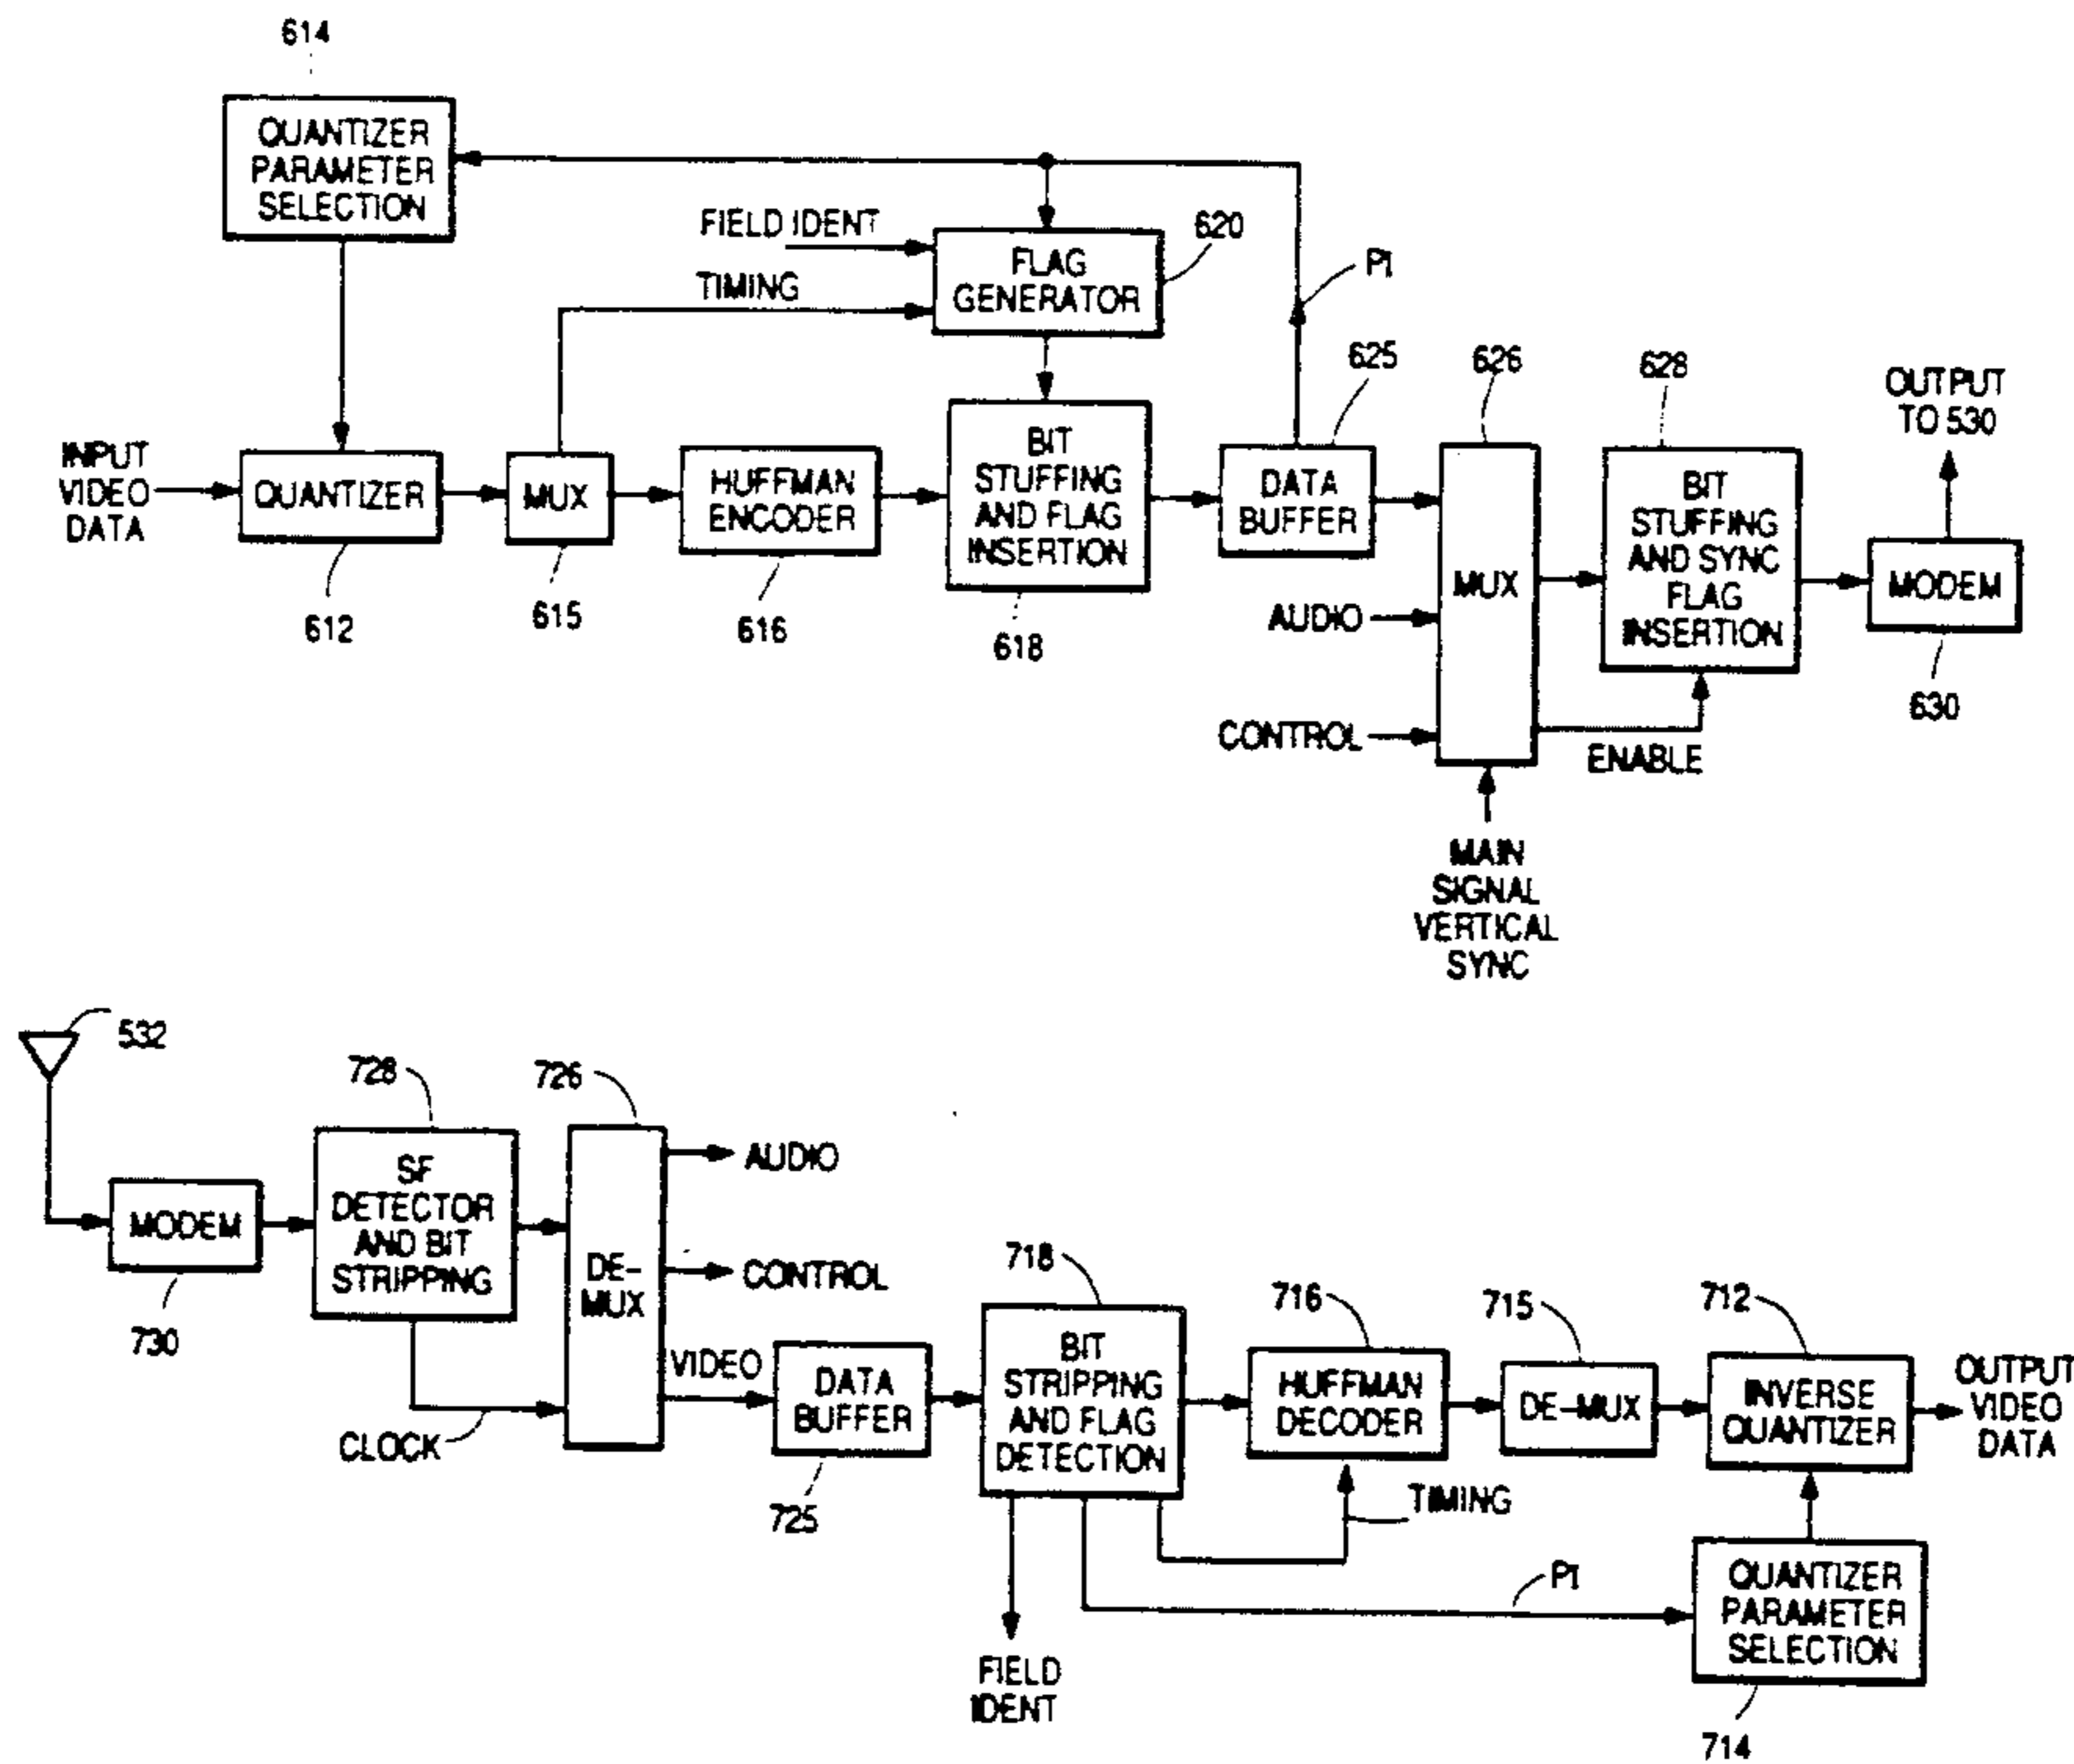 614
QUANTIZER
PARAMETER
SELECTION
FIELD IDENT
TIMING
FLAG
GENERATOR
620
PI
INPUT
VIDEO
DATA
QUANTIZER
612
MUX
615
HUFFMAN
ENCODER
616
BIT
STUFFING
AND FLAG
INSERTION
618
DATA
BUFFER
625
AUDIO
CONTROL
626
MUX
MAIN
SIGNAL
VERTICAL
SYNC
ENABLE
628
BIT
STUFFING
AND SYNC
FLAG
INSERTION
OUTPUT
TO 530
MODEM
630
532
MODEM
730
728
SF
DETECTOR
AND BIT
STRIPPING
CLOCK
726
DE-
MUX
AUDIO
CONTROL
VIDEO
DATA
BUFFER
725
718
BIT
STRIPPING
AND FLAG
DETECTION
FIELD
IDENT
716
HUFFMAN
DECODER
TIMING
715
DE-MUX
712
INVERSE
QUANTIZER
OUTPUT
VIDEO
DATA
PI
QUANTIZER
PARAMETER
SELECTION
714